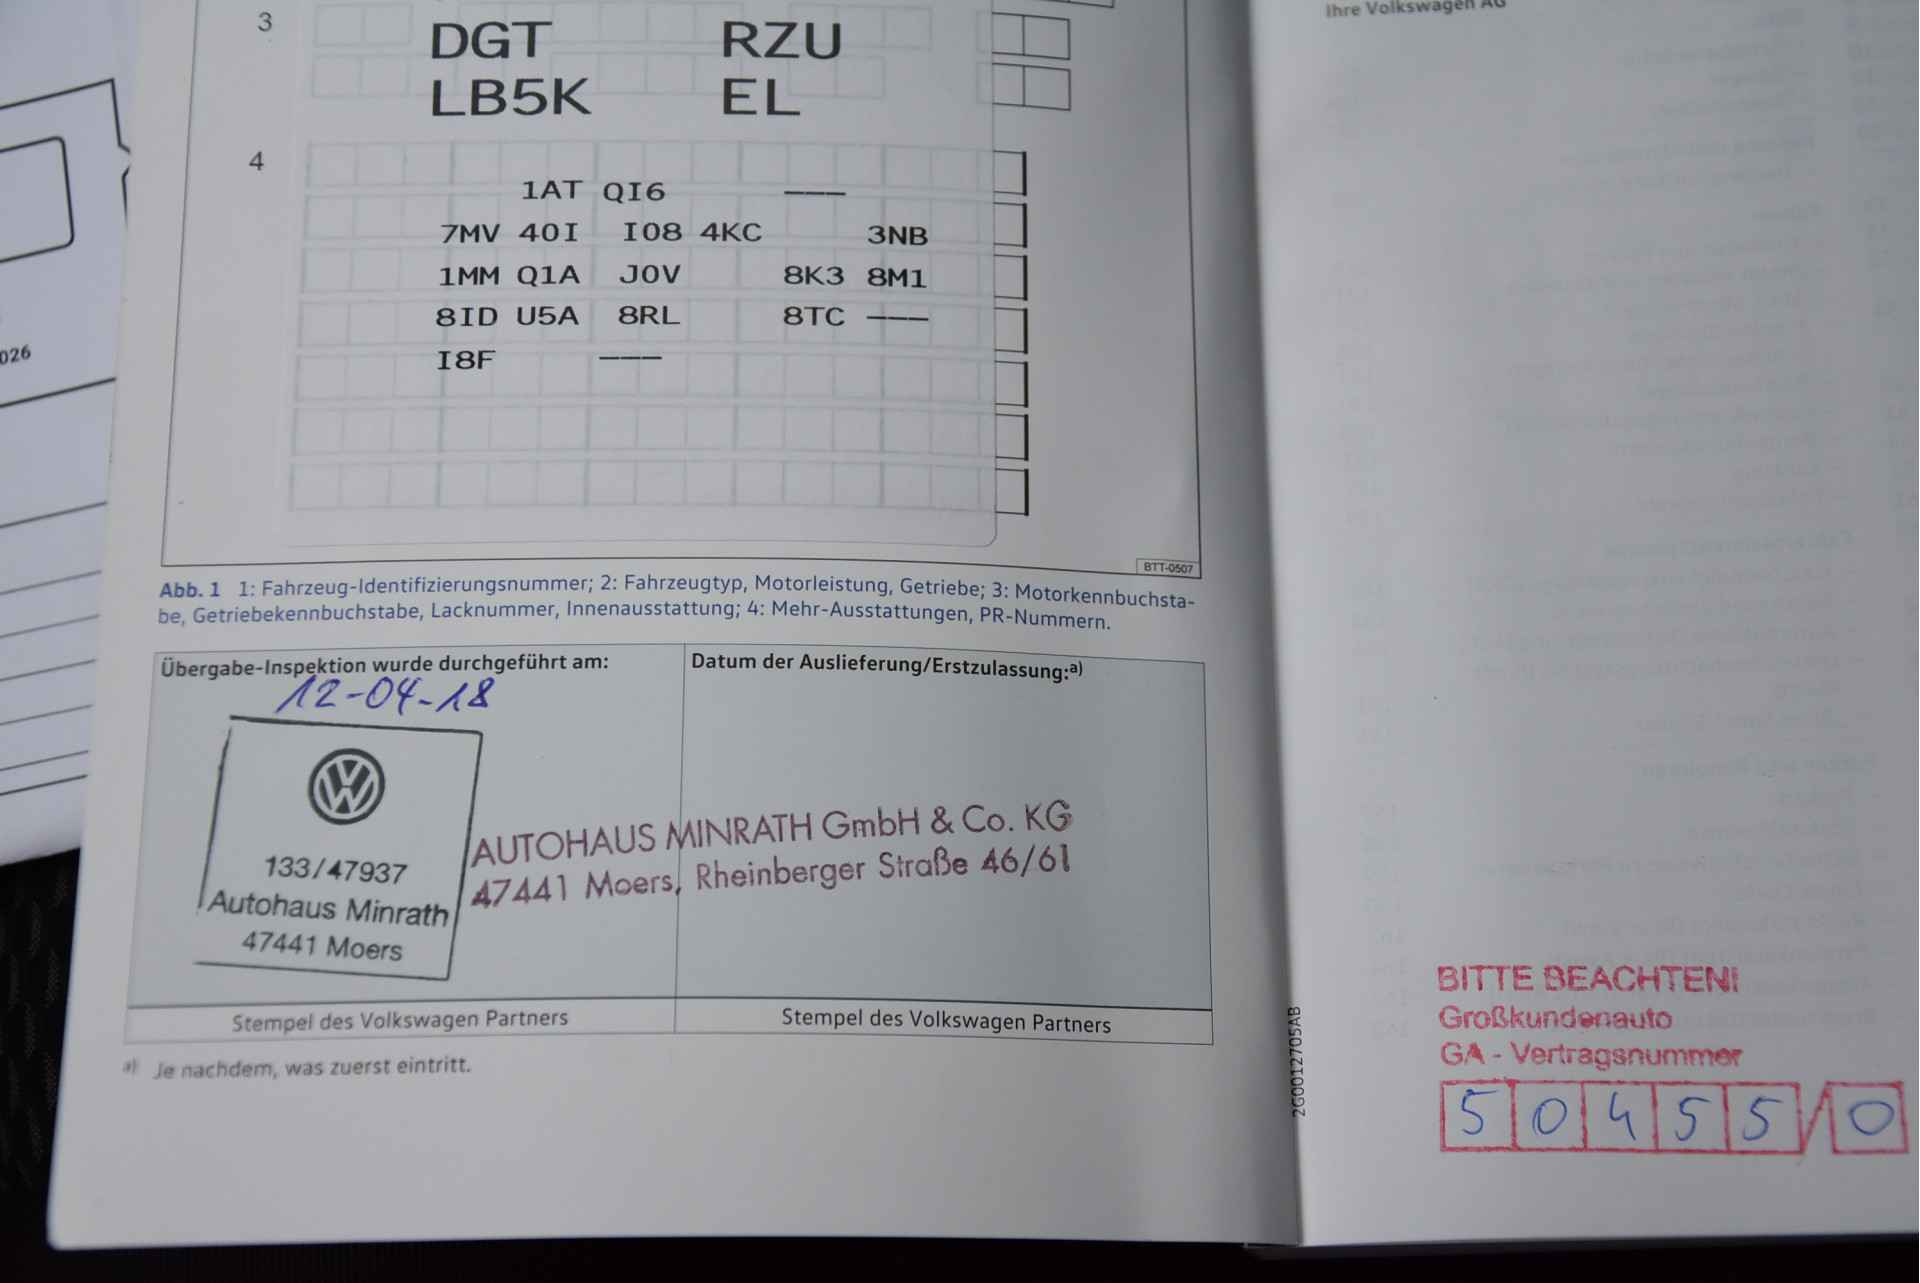 Ihre Volkswagen AG
3
DGT RZU
LB5K EL
4
1AT QI6 ---
7MV 40I I08 4KC 3NB
1MM Q1A J0V 8K3 8M1
8ID U5A 8RL 8TC ---
I8F ---
026
BTT-0507
Abb. 1 1: Fahrzeug-Identifizierungsnummer; 2: Fahrzeugtyp, Motorleistung, Getriebe; 3: Motorkennbuchsta-
be, Getriebekennbuchstabe, Lacknummer, Innenausstattung; 4: Mehr-Ausstattungen, PR-Nummern.
Übergabe-Inspektion wurde durchgeführt am:
12-04-18
Datum der Auslieferung/Erstzulassung:a)
133/47937
Autohaus Minrath
47441 Moers
AUTOHAUS MINRATH GmbH & Co. KG
47441 Moers, Rheinberger Straße 46/61
Stempel des Volkswagen Partners
Stempel des Volkswagen Partners
a) Je nachdem, was zuerst eintritt.
2G0012705AB
BITTE BEACHTEN!
Großkundenauto
GA - Vertragsnummer
50455/0